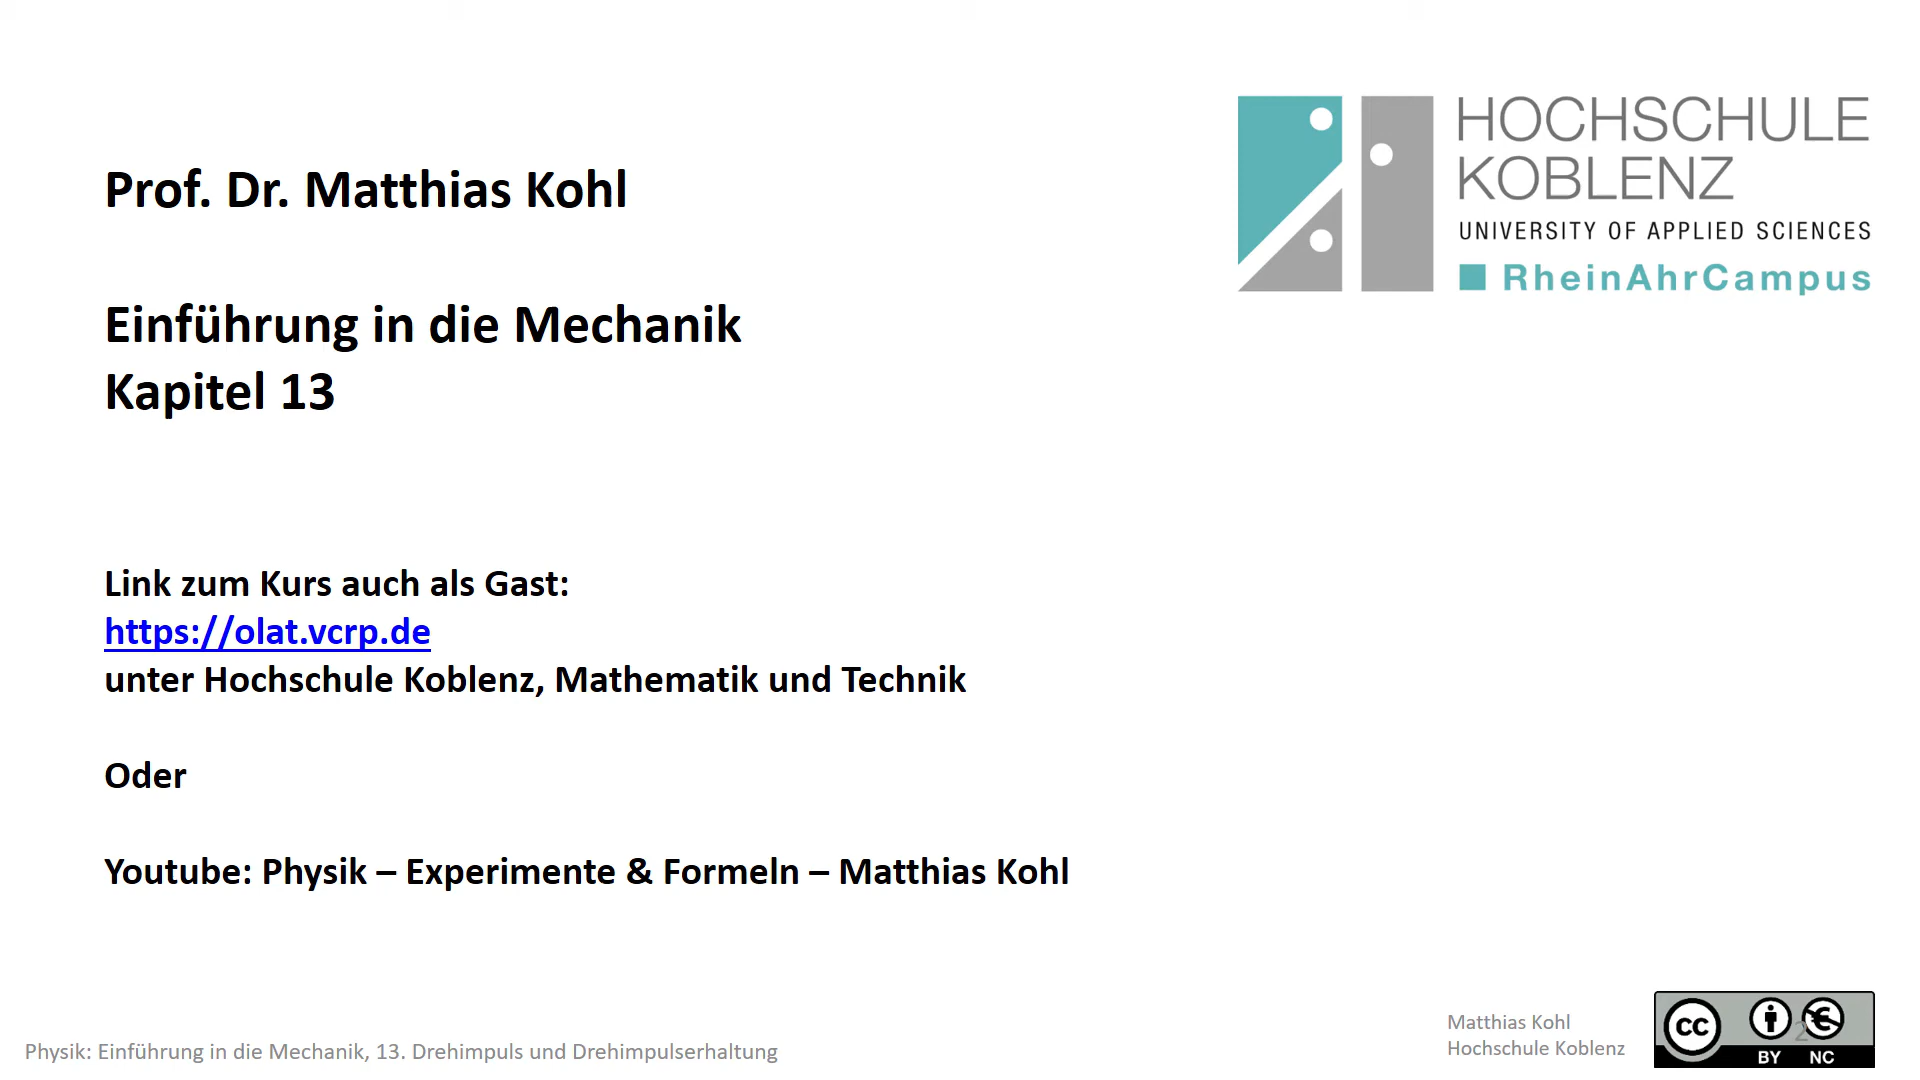 HOCHSCHULE
KOBLENZ
UNIVERSITY OF APPLIED SCIENCES
RheinAhrCampus
Prof. Dr. Matthias Kohl
Einführung in die Mechanik
Kapitel 13
Link zum Kurs auch als Gast:
https://olat.vcrp.de
unter Hochschule Koblenz, Mathematik und Technik
Oder
Youtube: Physik – Experimente & Formeln – Matthias Kohl
Physik: Einführung in die Mechanik, 13. Drehimpuls und Drehimpulserhaltung
Matthias Kohl
Hochschule Koblenz
cc
2
BY NC